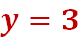 y = 3